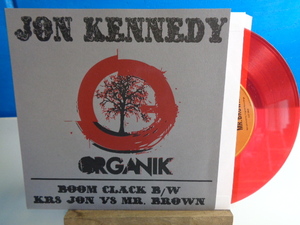 JON KENNEDY
ORGANIK
BOOM CLACK B/W
KRS JON VS MR. BROWN